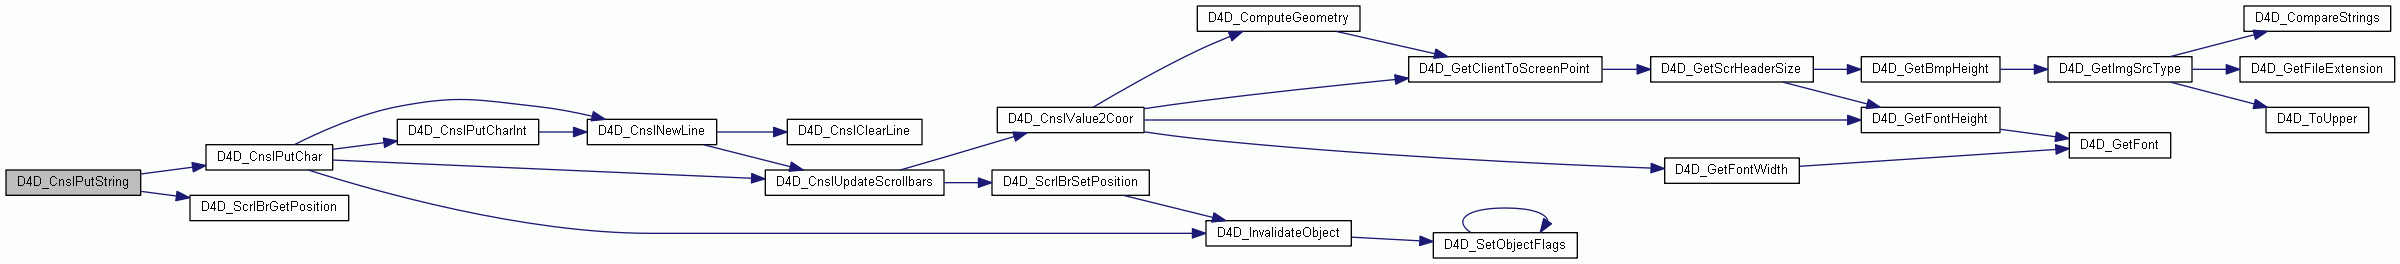 D4D_CnslPutString
D4D_CnslPutChar
D4D_ScrlBrGetPosition
D4D_CnslPutCharInt
D4D_CnslNewLine
D4D_CnslClearLine
D4D_CnslUpdateScrollbars
D4D_CnslValue2Coor
D4D_ScrlBrSetPosition
D4D_ComputeGeometry
D4D_InvalidateObject
D4D_GetClientToScreenPoint
D4D_SetObjectFlags
D4D_GetScrHeaderSize
D4D_GetFontWidth
D4D_GetBmpHeight
D4D_GetFontHeight
D4D_GetImgSrcType
D4D_GetFont
D4D_CompareStrings
D4D_GetFileExtension
D4D_ToUpper